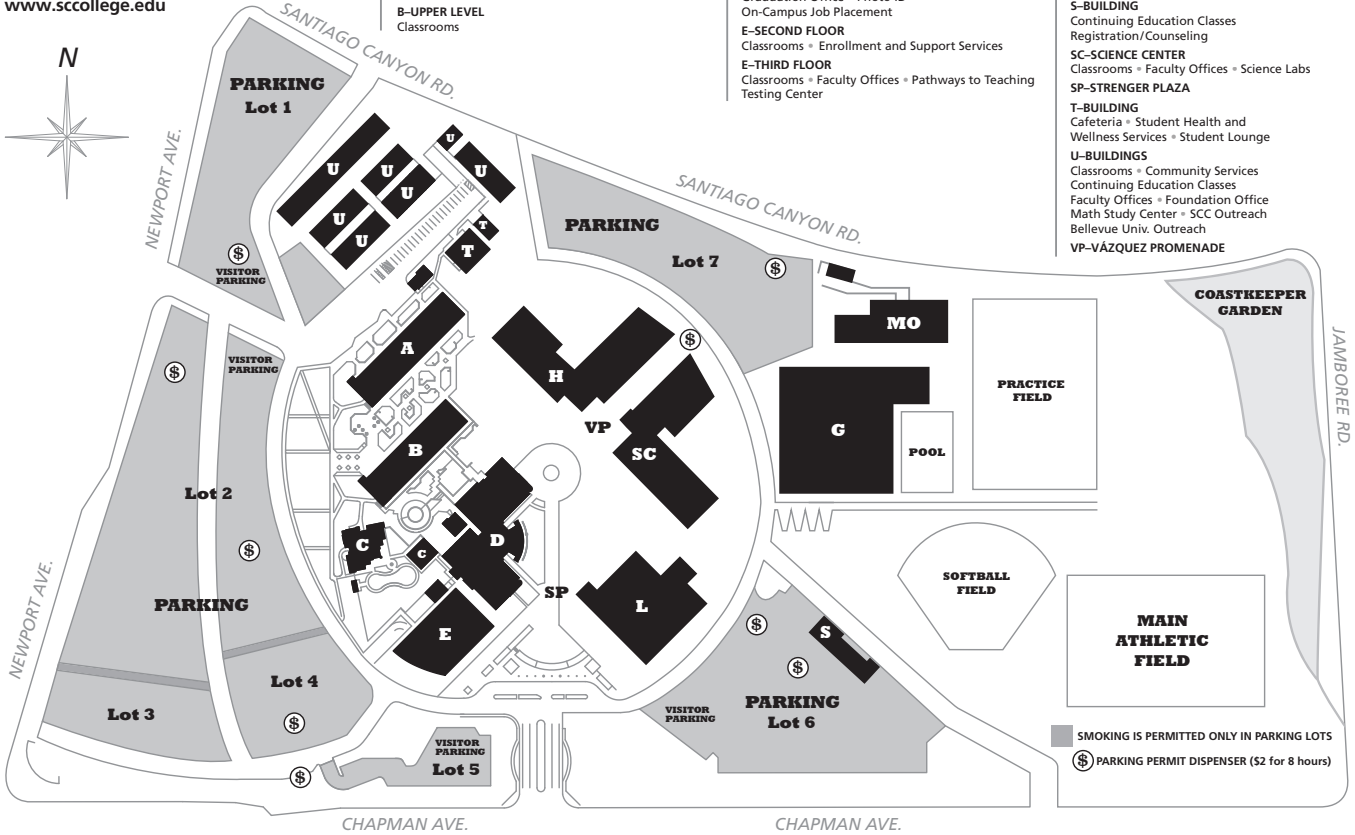 www.sccollege.edu
B–UPPER LEVEL
Classrooms
On-Campus Job Placement
E–SECOND FLOOR
Classrooms • Enrollment and Support Services
E–THIRD FLOOR
Classrooms • Faculty Offices • Pathways to Teaching
Testing Center
S–BUILDING
Continuing Education Classes
Registration/Counseling
SC–SCIENCE CENTER
Classrooms • Faculty Offices • Science Labs
SP–STRENGER PLAZA
T–BUILDING
Cafeteria • Student Health and
Wellness Services • Student Lounge
U–BUILDINGS
Classrooms • Community Services
Continuing Education Classes
Faculty Offices • Foundation Office
Math Study Center • SCC Outreach
Bellevue Univ. Outreach
VP–VÁZQUEZ PROMENADE
N
SANTIAGO CANYON RD.
NEWPORT AVE.
PARKING
Lot 1
$
VISITOR
PARKING
U
U
U
U
U
U
U
T
T
SANTIAGO CANYON RD.
PARKING
Lot 7
$
MO
COASTKEEPER
GARDEN
JAMBOREE RD.
$
VISITOR
PARKING
A
H
$
VP
SC
B
G
POOL
PRACTICE
FIELD
Lot 2
$
C
C
D
SP
E
L
SOFTBALL
FIELD
MAIN
ATHLETIC
FIELD
NEWPORT AVE.
PARKING
Lot 3
Lot 4
$
$
S
$
PARKING
Lot 6
VISITOR
PARKING
VISITOR
PARKING
Lot 5
$
SMOKING IS PERMITTED ONLY IN PARKING LOTS
$ PARKING PERMIT DISPENSER ($2 for 8 hours)
CHAPMAN AVE.
CHAPMAN AVE.